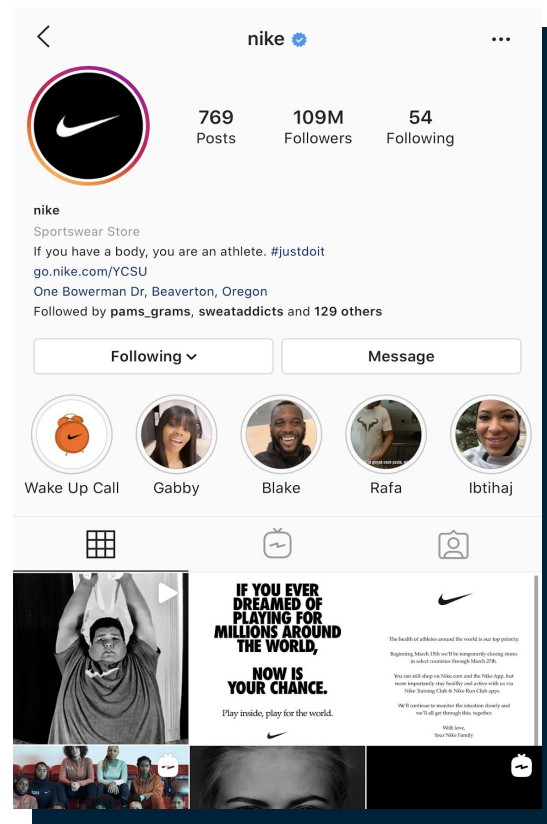 nike
769
Posts
109M
Followers
54
Following
nike
Sportswear Store
If you have a body, you are an athlete. #justdoit
go.nike.com/YCSU
One Bowerman Dr, Beaverton, Oregon
Followed by pams_grams, sweataddicts and 129 others
Following
Message
Wake Up Call
Gabby
Blake
Rafa
Ibtihaj
IF YOU EVER
DREAMED OF
PLAYING FOR
MILLIONS AROUND
THE WORLD,
NOW IS
YOUR CHANCE.
Play inside, play for the world.
The health of athletes around the world is our top priority.
Beginning March 15th we'll be temporarily closing stores
in select countries through March 27th.
You can still shop on Nike.com and the Nike App, but
more importantly stay healthy and active with us via
Nike Training Club & Nike Run Club apps.
We'll continue to monitor the situation closely and
we'll all get through this, together.
With love,
Your Nike Family